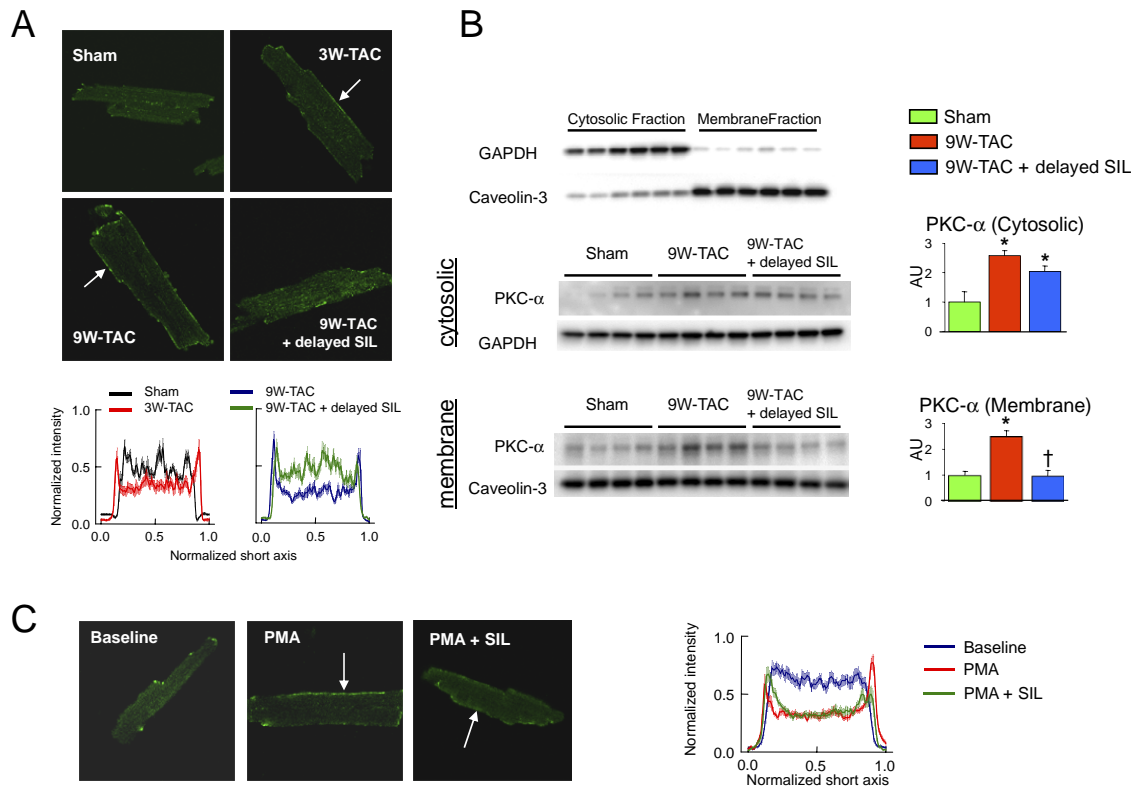 A
Sham
3W-TAC
9W-TAC
9W-TAC
+ delayed SIL
Sham
3W-TAC
9W-TAC
9W-TAC + delayed SIL
Normalized intensity
1.0
0.5
0.0
0.0
0.5
1.0
0.0
0.5
1.0
Normalized short axis
B
Cytosolic Fraction
MembraneFraction
GAPDH
Caveolin-3
cytosolic
Sham
9W-TAC
9W-TAC
+ delayed SIL
PKC-α
GAPDH
membrane
Sham
9W-TAC
9W-TAC
+ delayed SIL
PKC-α
Caveolin-3
Sham
9W-TAC
9W-TAC + delayed SIL
PKC-α (Cytosolic)
AU
3
2
1
0
*
*
PKC-α (Membrane)
AU
3
2
1
0
*
†
C
Baseline
PMA
PMA + SIL
Normalized intensity
1.0
0.5
0.0
0.0
0.5
1.0
Normalized short axis
Baseline
PMA
PMA + SIL